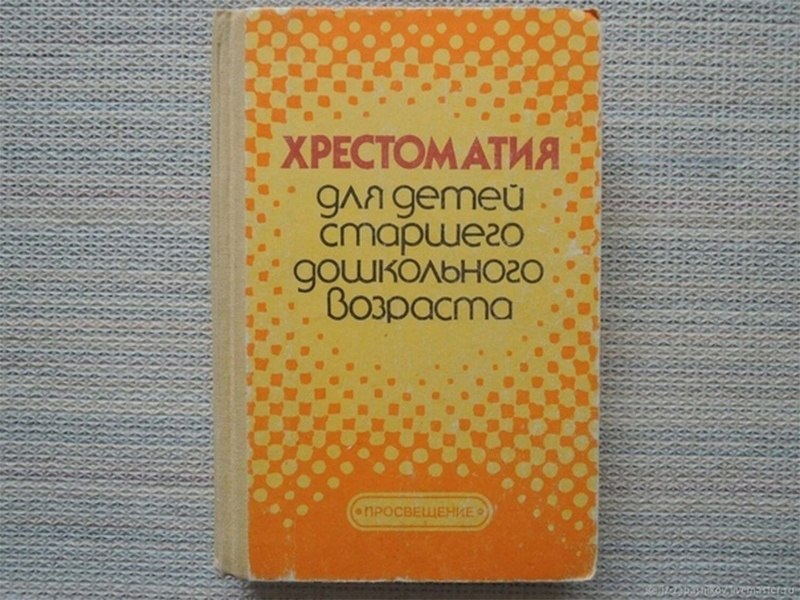 ХРЕСТОМАТИЯ
для детей
старшего
дошкольного
возраста
ПРОСВЕЩЕНИЕ